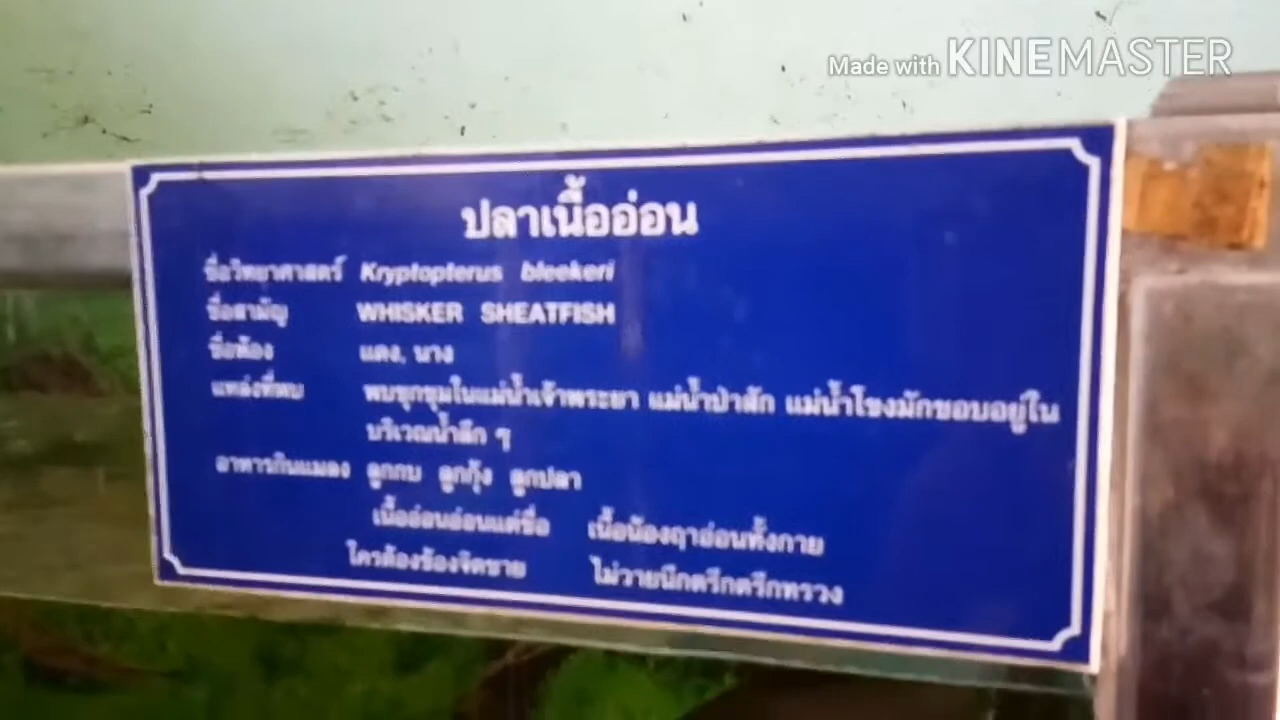 Made with KINEMASTER
ปลาเนื้ออ่อน
ชื่อวิทยาศาสตร์ Kryptopterus bleekeri
ชื่อสามัญ WHISKER SHEATFISH
ชื่อท้อง แดง, นาง
แหล่งที่พบ พบชุกชุมในแม่น้ำเจ้าพระยา แม่น้ำป่าสัก แม่น้ำโขงมักชอบอยู่ใน
บริเวณน้ำลึก ๆ
อาหารกินแมลง ลูกกบ ลูกกุ้ง ลูกปลา
เนื้ออ่อนอ่อนแต่ชื่อ เนื้อน้องฤาอ่อนทั้งกาย
ใครต้องข้องจิตชาย ไม่วายนึกตรึกตรึกทรวง